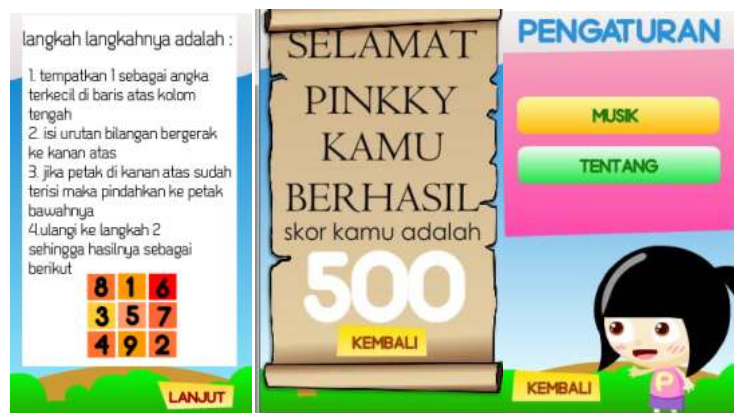 langkah langkahnya adalah :
1. tempatkan 1 sebagai angka
terkecil di baris atas kolom
tengah
2. isi urutan bilangan bergerak
ke kanan atas
3. jika petak di kanan atas sudah
terisi maka pindahkan ke petak
bawahnya
4.ulangi ke langkah 2
sehingga hasilnya sebagai
berikut
8 1 6
3 5 7
4 9 2
LANJUT
SELAMAT
PINKKY
KAMU
BERHASIL
skor kamu adalah
500
KEMBALI
PENGATURAN
MUSIK
TENTANG
P
KEMBALI